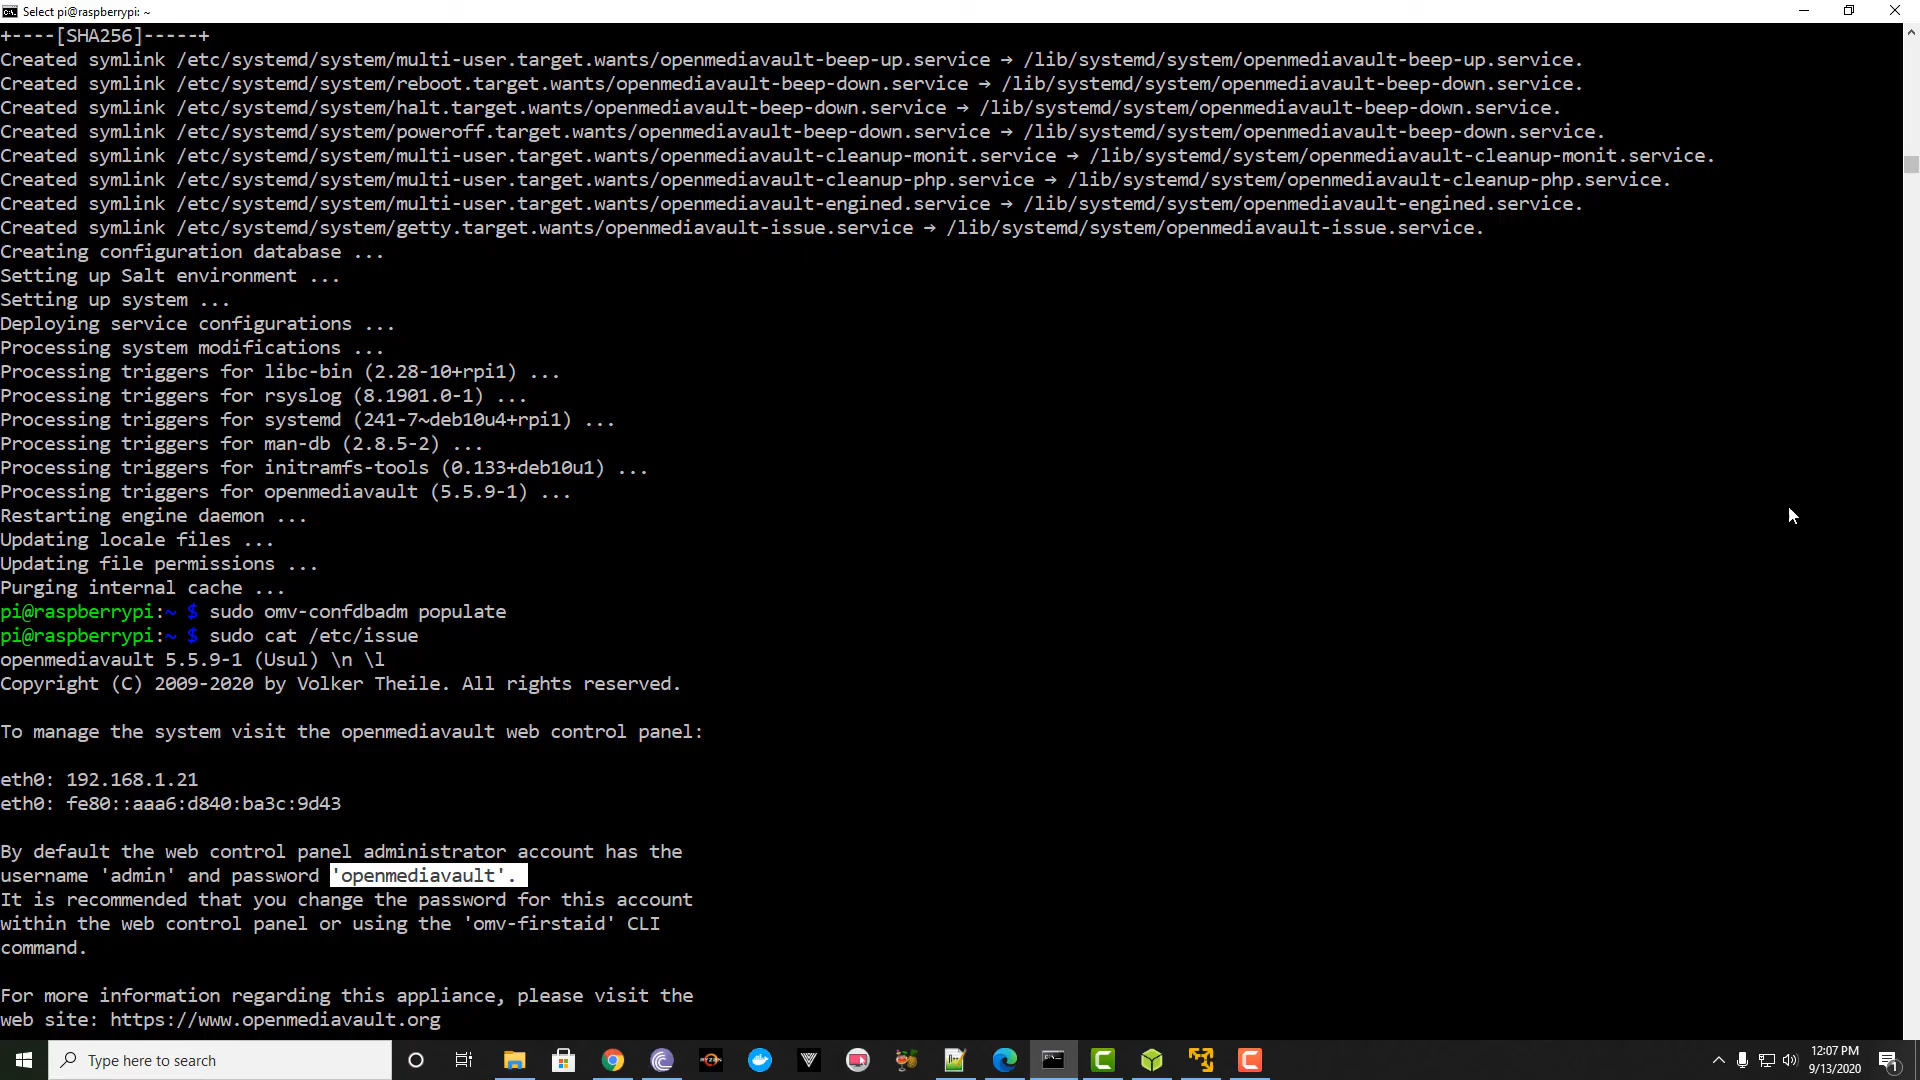 Select pi@raspberrypi: ~
+----[SHA256]-----+
Created symlink /etc/systemd/system/multi-user.target.wants/openmediavault-beep-up.service → /lib/systemd/system/openmediavault-beep-up.service.
Created symlink /etc/systemd/system/reboot.target.wants/openmediavault-beep-down.service → /lib/systemd/system/openmediavault-beep-down.service.
Created symlink /etc/systemd/system/halt.target.wants/openmediavault-beep-down.service → /lib/systemd/system/openmediavault-beep-down.service.
Created symlink /etc/systemd/system/poweroff.target.wants/openmediavault-beep-down.service → /lib/systemd/system/openmediavault-beep-down.service.
Created symlink /etc/systemd/system/multi-user.target.wants/openmediavault-cleanup-monit.service → /lib/systemd/system/openmediavault-cleanup-monit.service.
Created symlink /etc/systemd/system/multi-user.target.wants/openmediavault-cleanup-php.service → /lib/systemd/system/openmediavault-cleanup-php.service.
Created symlink /etc/systemd/system/multi-user.target.wants/openmediavault-engined.service → /lib/systemd/system/openmediavault-engined.service.
Created symlink /etc/systemd/system/getty.target.wants/openmediavault-issue.service → /lib/systemd/system/openmediavault-issue.service.
Creating configuration database ...
Setting up Salt environment ...
Setting up system ...
Deploying service configurations ...
Processing system modifications ...
Processing triggers for libc-bin (2.28-10+rpi1) ...
Processing triggers for rsyslog (8.1901.0-1) ...
Processing triggers for systemd (241-7~deb10u4+rpi1) ...
Processing triggers for man-db (2.8.5-2) ...
Processing triggers for initramfs-tools (0.133+deb10u1) ...
Processing triggers for openmediavault (5.5.9-1) ...
Restarting engine daemon ...
Updating locale files ...
Updating file permissions ...
Purging internal cache ...
pi@raspberrypi:~ $ sudo omv-confdbadm populate
pi@raspberrypi:~ $ sudo cat /etc/issue
openmediavault 5.5.9-1 (Usul) \n \l
Copyright (C) 2009-2020 by Volker Theile. All rights reserved.
To manage the system visit the openmediavault web control panel:
eth0: 192.168.1.21
eth0: fe80::aaa6:d840:ba3c:9d43
By default the web control panel administrator account has the
username 'admin' and password 'openmediavault'.
It is recommended that you change the password for this account
within the web control panel or using the 'omv-firstaid' CLI
command.
For more information regarding this appliance, please visit the
web site: https://www.openmediavault.org
Type here to search
12:07 PM
9/13/2020